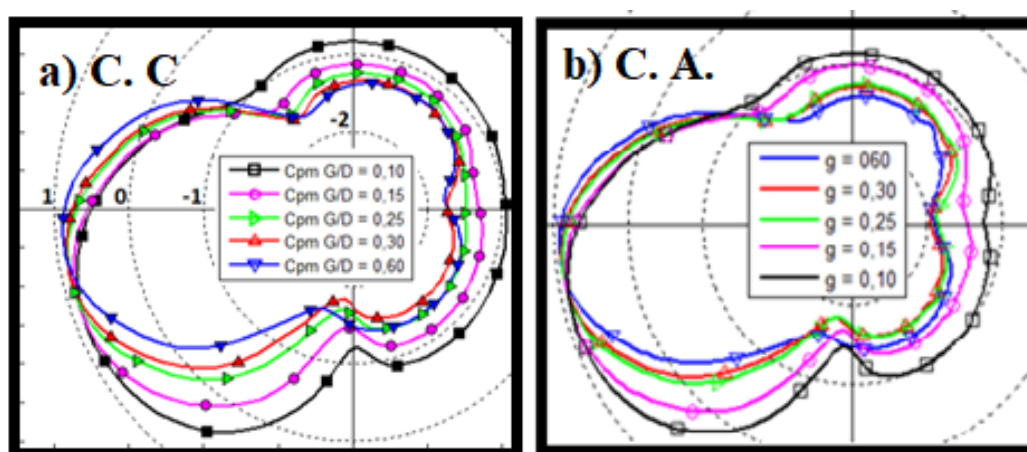 a) C. C
-2
1 0 -1
Cpm G/D = 0,10
Cpm G/D = 0,15
Cpm G/D = 0,25
Cpm G/D = 0,30
Cpm G/D = 0,60
b) C. A.
g = 060
g = 0,30
g = 0,25
g = 0,15
g = 0,10